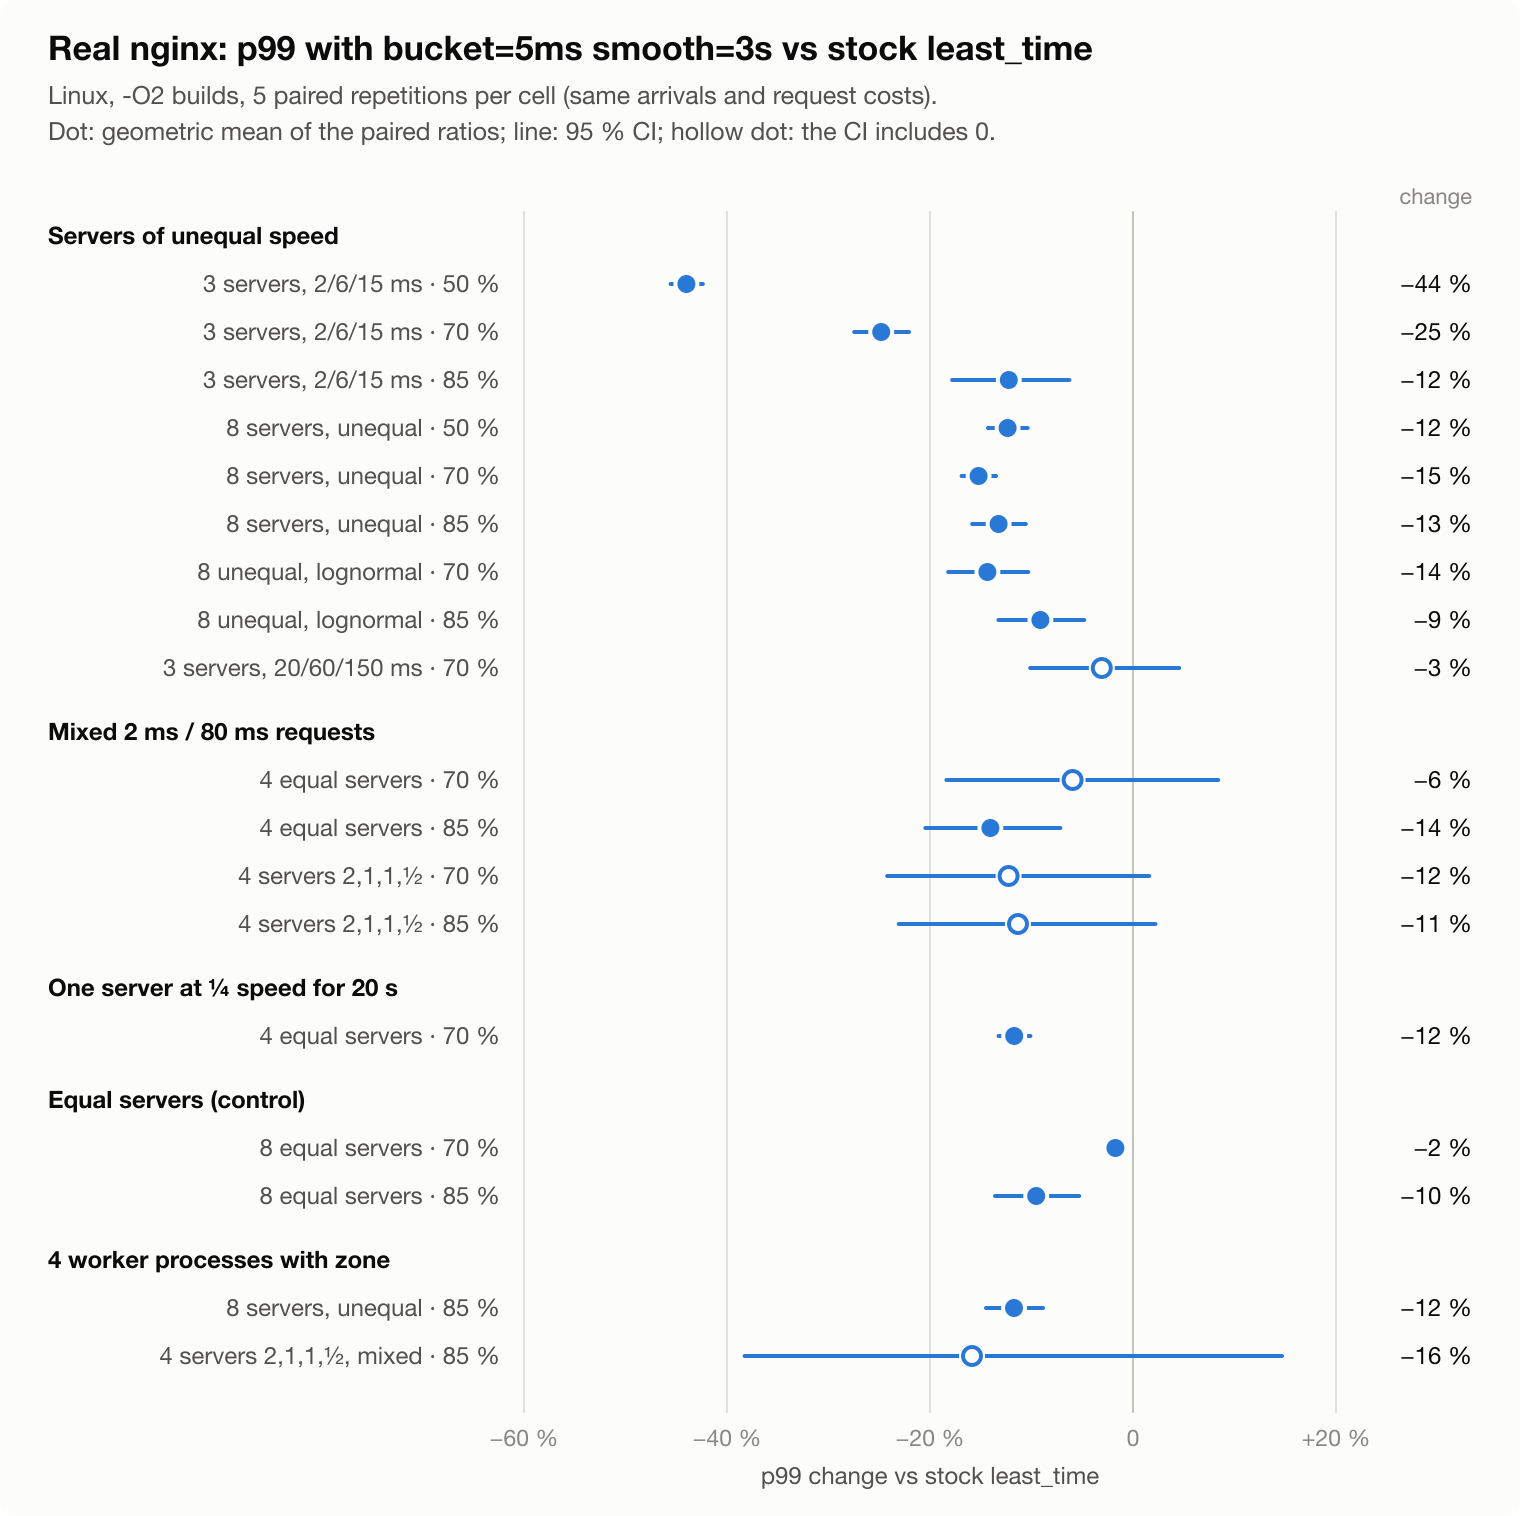 Real nginx: p99 with bucket=5ms smooth=3s vs stock least_time
Linux, -O2 builds, 5 paired repetitions per cell (same arrivals and request costs).
Dot: geometric mean of the paired ratios; line: 95 % CI; hollow dot: the CI includes 0.
change
Servers of unequal speed
3 servers, 2/6/15 ms · 50 % −44 %
3 servers, 2/6/15 ms · 70 % −25 %
3 servers, 2/6/15 ms · 85 % −12 %
8 servers, unequal · 50 % −12 %
8 servers, unequal · 70 % −15 %
8 servers, unequal · 85 % −13 %
8 unequal, lognormal · 70 % −14 %
8 unequal, lognormal · 85 % −9 %
3 servers, 20/60/150 ms · 70 % −3 %
Mixed 2 ms / 80 ms requests
4 equal servers · 70 % −6 %
4 equal servers · 85 % −14 %
4 servers 2,1,1,½ · 70 % −12 %
4 servers 2,1,1,½ · 85 % −11 %
One server at ¼ speed for 20 s
4 equal servers · 70 % −12 %
Equal servers (control)
8 equal servers · 70 % −2 %
8 equal servers · 85 % −10 %
4 worker processes with zone
8 servers, unequal · 85 % −12 %
4 servers 2,1,1,½, mixed · 85 % −16 %
−60 % −40 % −20 % 0 +20 %
p99 change vs stock least_time